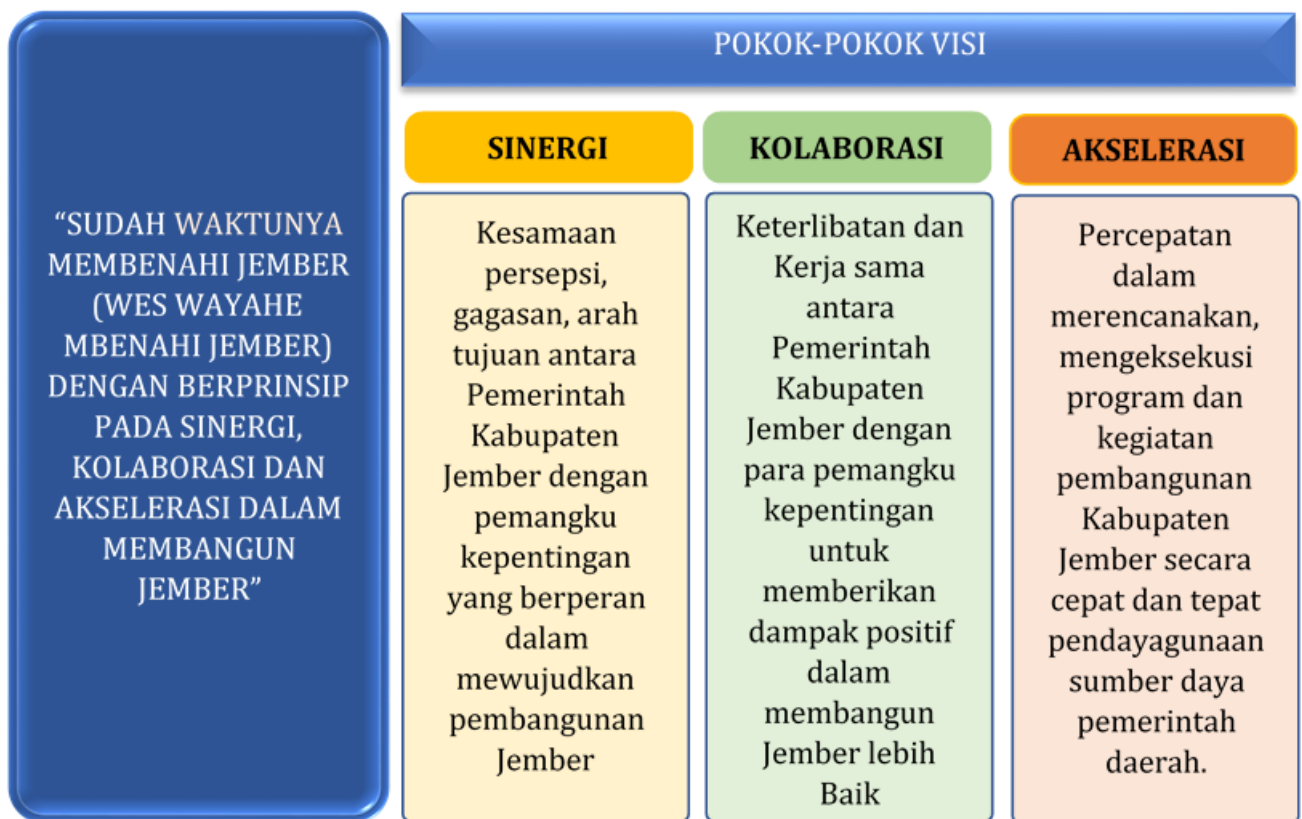 “SUDAH WAKTUNYA
MEMBENAHI JEMBER
(WES WAYAHE
MBENAHI JEMBER)
DENGAN BERPRINSIP
PADA SINERGI,
KOLABORASI DAN
AKSELERASI DALAM
MEMBANGUN
JEMBER”
POKOK-POKOK VISI
SINERGI
Kesamaan
persepsi,
gagasan, arah
tujuan antara
Pemerintah
Kabupaten
Jember dengan
pemangku
kepentingan
yang berperan
dalam
mewujudkan
pembangunan
Jember
KOLABORASI
Keterlibatan dan
Kerja sama
antara
Pemerintah
Kabupaten
Jember dengan
para pemangku
kepentingan
untuk
memberikan
dampak positif
dalam
membangun
Jember lebih
Baik
AKSELERASI
Percepatan
dalam
merencanakan,
mengeksekusi
program dan
kegiatan
pembangunan
Kabupaten
Jember secara
cepat dan tepat
pendayagunaan
sumber daya
pemerintah
daerah.